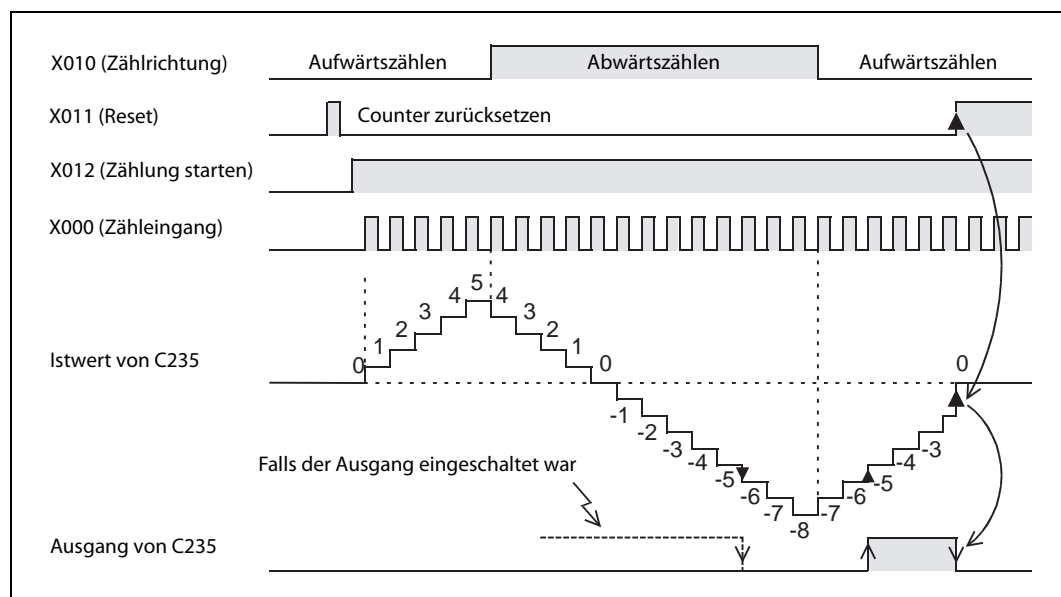 X010 (Zählrichtung)
Aufwärtszählen
Abwärtszählen
Aufwärtszählen
X011 (Reset)
Counter zurücksetzen
X012 (Zählung starten)
X000 (Zähleingang)
Istwert von C235
0
1
2
3
4
5
4
3
2
1
0
-1
-2
-3
-4
-5
-6
-7
-8
-7
-6
-5
-4
-3
0
Falls der Ausgang eingeschaltet war
Ausgang von C235